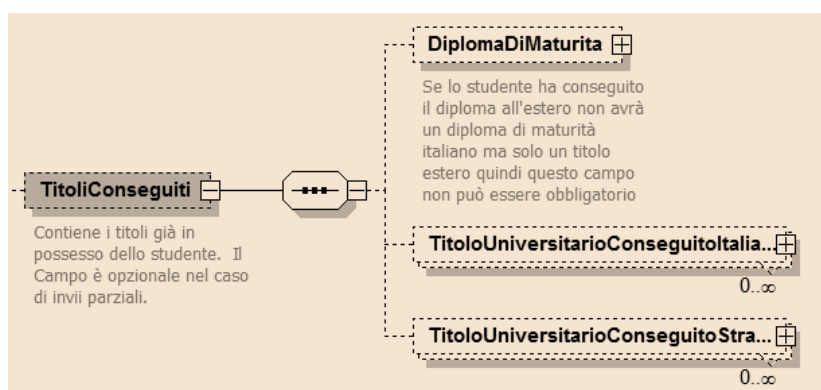 DiplomaDiMaturita
Se lo studente ha conseguito
il diploma all'estero non avrà
un diploma di maturità
italiano ma solo un titolo
estero quindi questo campo
non può essere obbligatorio
TitoliConseguiti
Contiene i titoli già in
possesso dello studente. Il
Campo è opzionale nel caso
di invii parziali.
TitoloUniversitarioConseguitoItalia...
0..∞
TitoloUniversitarioConseguitoStra...
0..∞